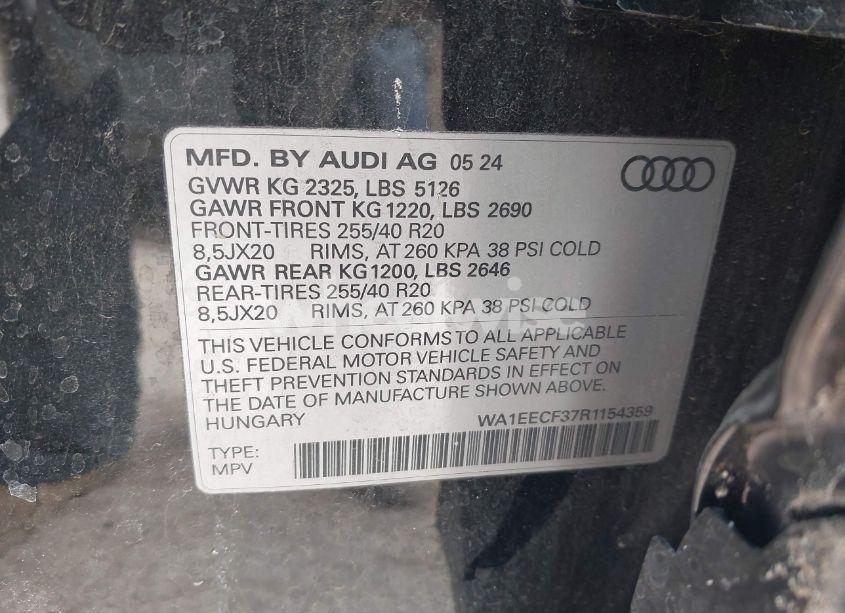 MFD. BY AUDI AG 05 24
GVWR KG 2325, LBS 5126
GAWR FRONT KG 1220, LBS 2690
FRONT-TIRES 255/40 R20
8,5JX20 RIMS, AT 260 KPA 38 PSI COLD
GAWR REAR KG 1200, LBS 2646
REAR-TIRES 255/40 R20
8,5JX20 RIMS, AT 260 KPA 38 PSI COLD
THIS VEHICLE CONFORMS TO ALL APPLICABLE
U.S. FEDERAL MOTOR VEHICLE SAFETY AND
THEFT PREVENTION STANDARDS IN EFFECT ON
THE DATE OF MANUFACTURE SHOWN ABOVE.
HUNGARY WA1EECF37R1154359
TYPE:
MPV